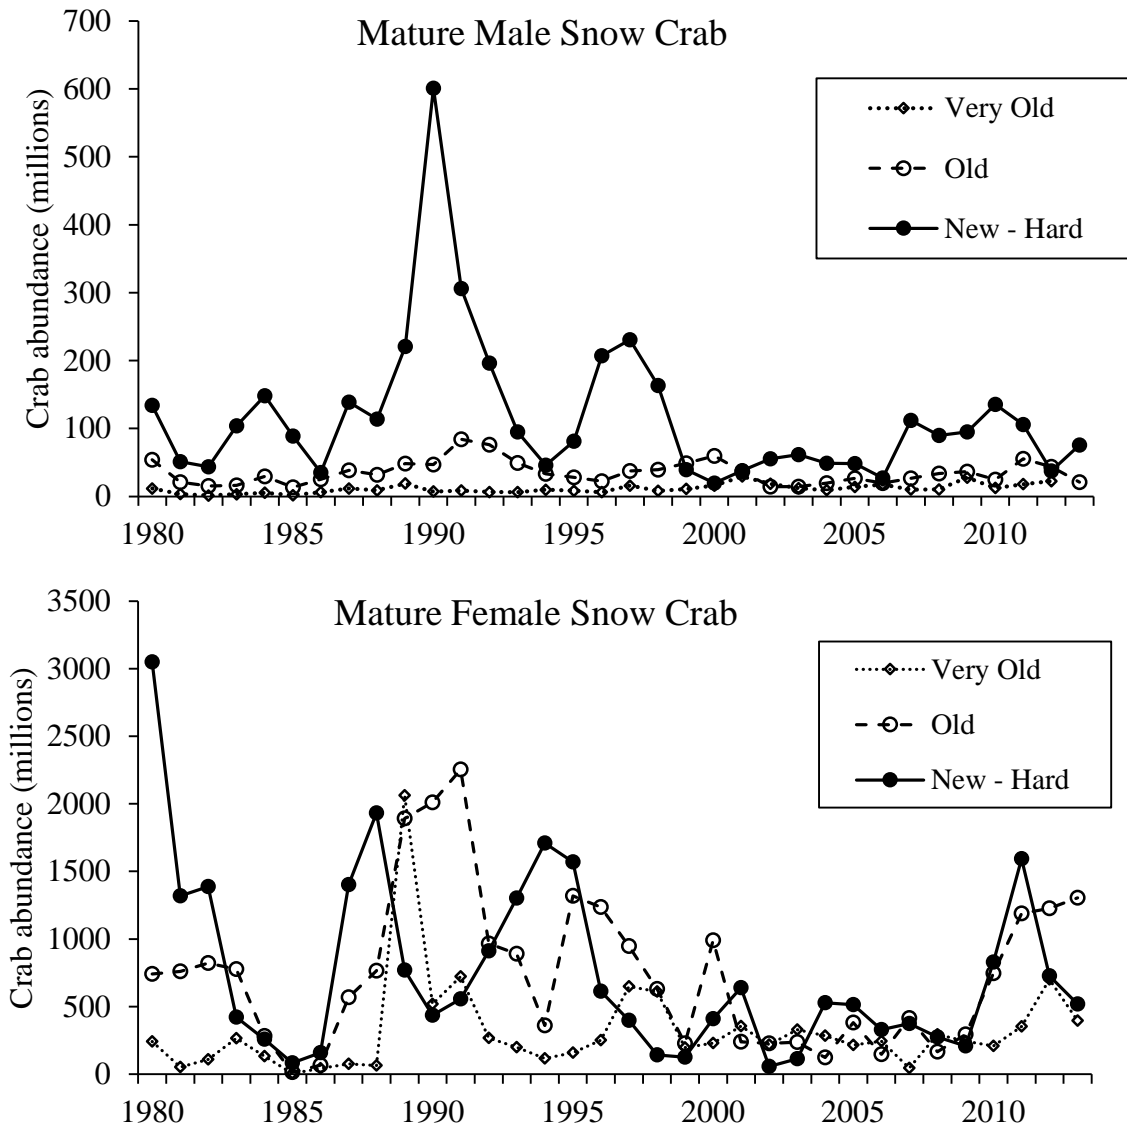 Mature Male Snow Crab
Crab abundance (millions)
700
600
500
400
300
200
100
0
Very Old
Old
New - Hard
1980 1985 1990 1995 2000 2005 2010
Mature Female Snow Crab
Crab abundance (millions)
3500
3000
2500
2000
1500
1000
500
0
Very Old
Old
New - Hard
1980 1985 1990 1995 2000 2005 2010